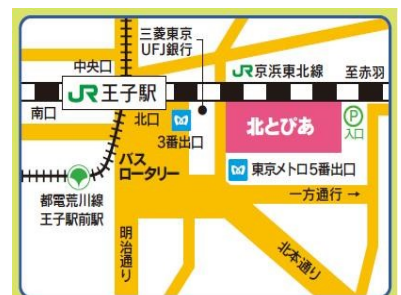 三菱東京
UFJ銀行
中央口
JR京浜東北線
至赤羽
JR王子駅
南口
北口
3番出口
北とぴあ
P
入口
バス
ロータリー
東京メトロ5番出口
一方通行→
都電荒川線
王子駅前駅
明治通り
北本通り